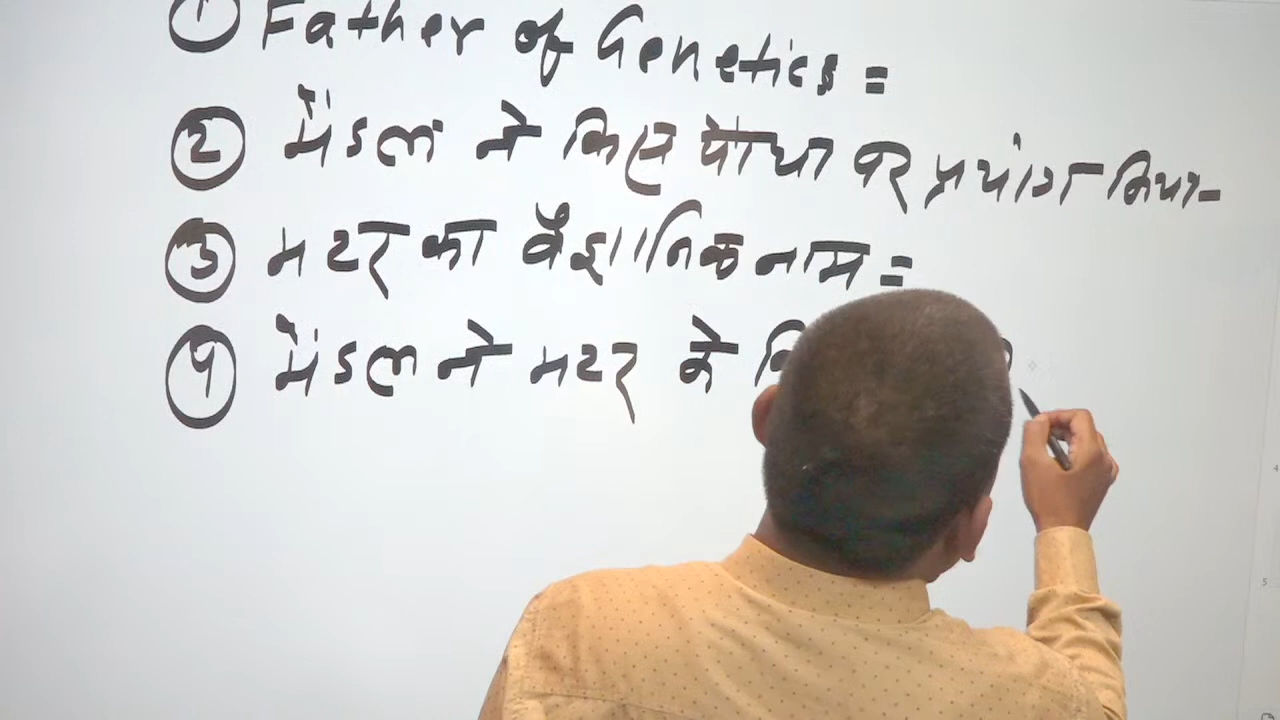 ① Father of Genetics =
② मेंडल ने किस पौधा पर प्रयोग किया -
③ मटर का वैज्ञानिक नाम =
④ मेंडल ने मटर के